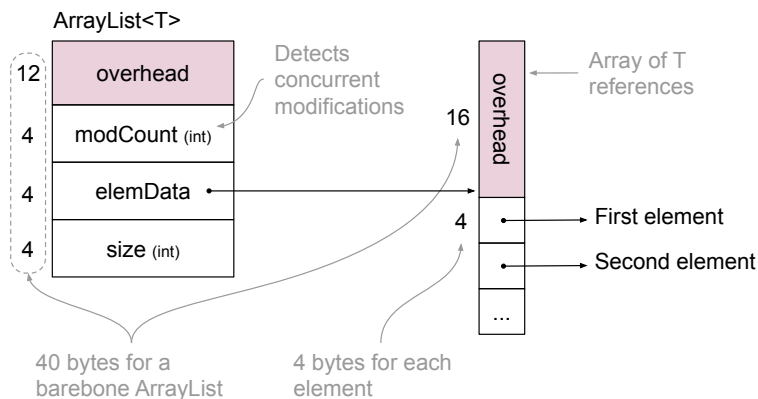 ArrayList<T>
12
overhead
4
modCount (int)
4
elemData
4
size (int)
Detects
concurrent
modifications
40 bytes for a
barebone ArrayList
16
overhead
Array of T
references
4
First element
Second element
...
4 bytes for each
element